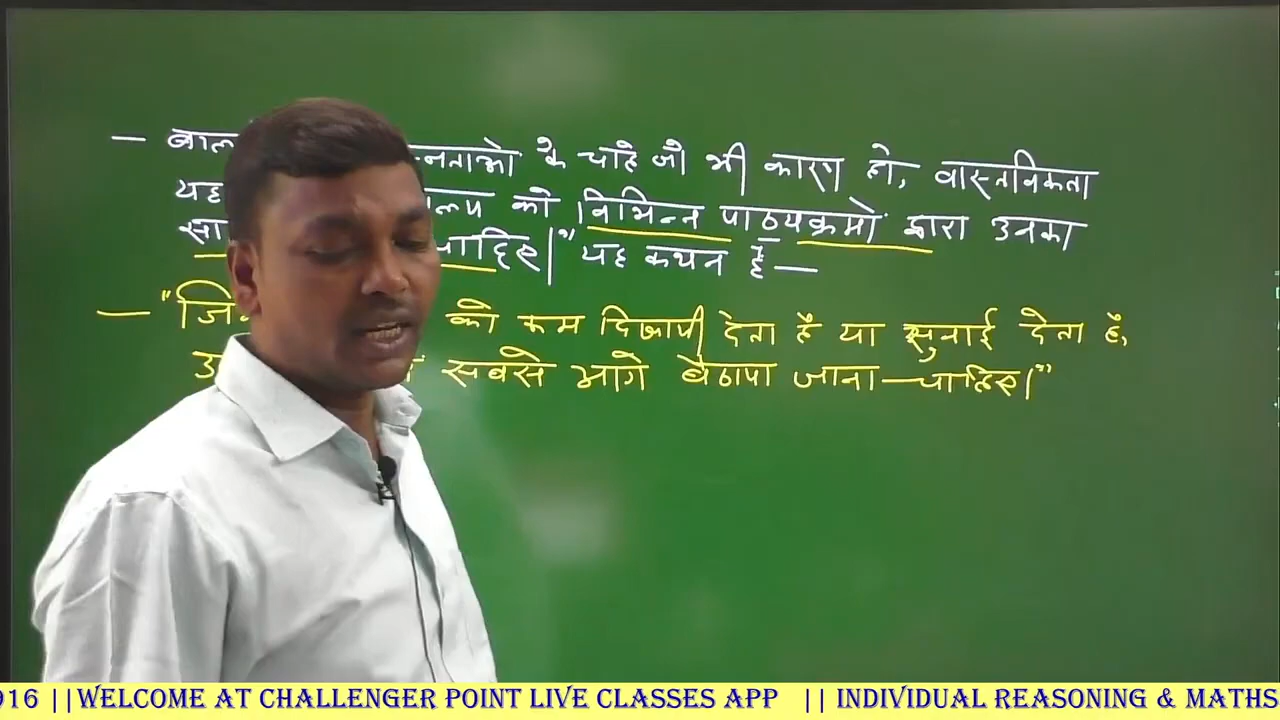 — के चाहे जो भी कारण हो, वास्तविकता
यह को विभिन्न पाठ्यक्रमो द्वारा उनका
चाहिए।” यह कथन हैं —
— “ को कम दिखायी देता है या सुनाई देता है,
सबसे आगे बैठाया जाना चाहिए।”
916 ||WELCOME AT CHALLENGER POINT LIVE CLASSES APP || INDIVIDUAL REASONING & MATHS